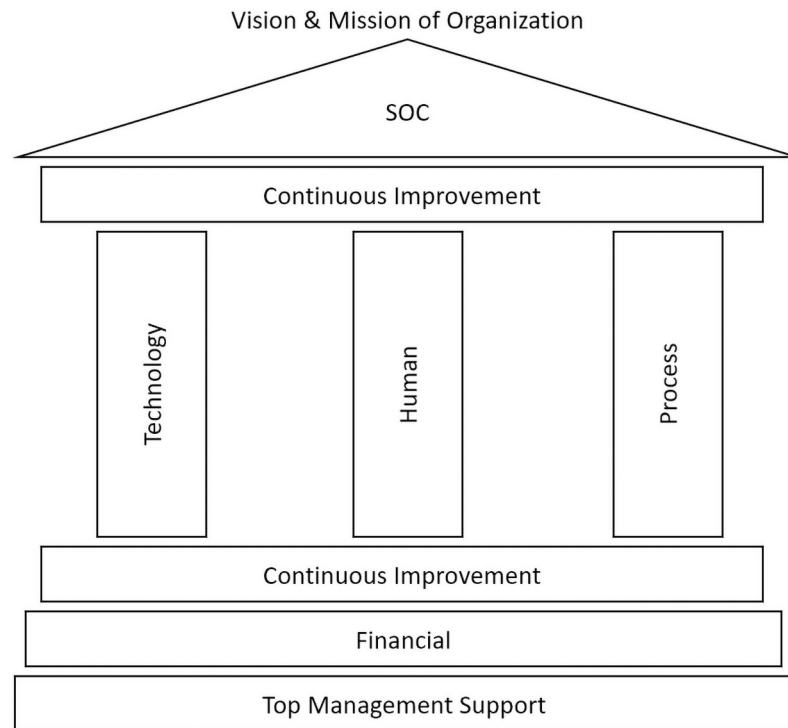 Vision & Mission of Organization
SOC
Continuous Improvement
Technology
Human
Process
Continuous Improvement
Financial
Top Management Support